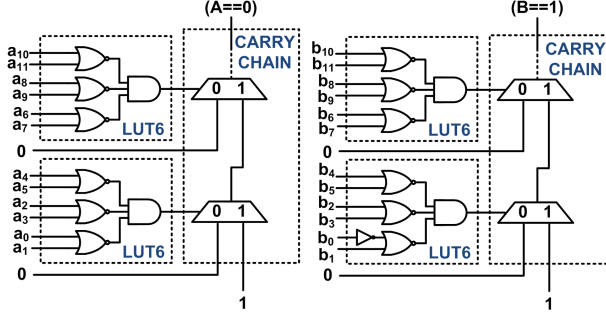 (A==0)
CARRY
CHAIN
a10
a11
a8
a9
a6
a7
0 1
LUT6
0
a4
a5
a2
a3
a0
a1
0 1
LUT6
0
1
(B==1)
CARRY
CHAIN
b10
b11
b8
b9
b6
b7
0 1
LUT6
0
b4
b5
b2
b3
b0
b1
0 1
LUT6
0
1